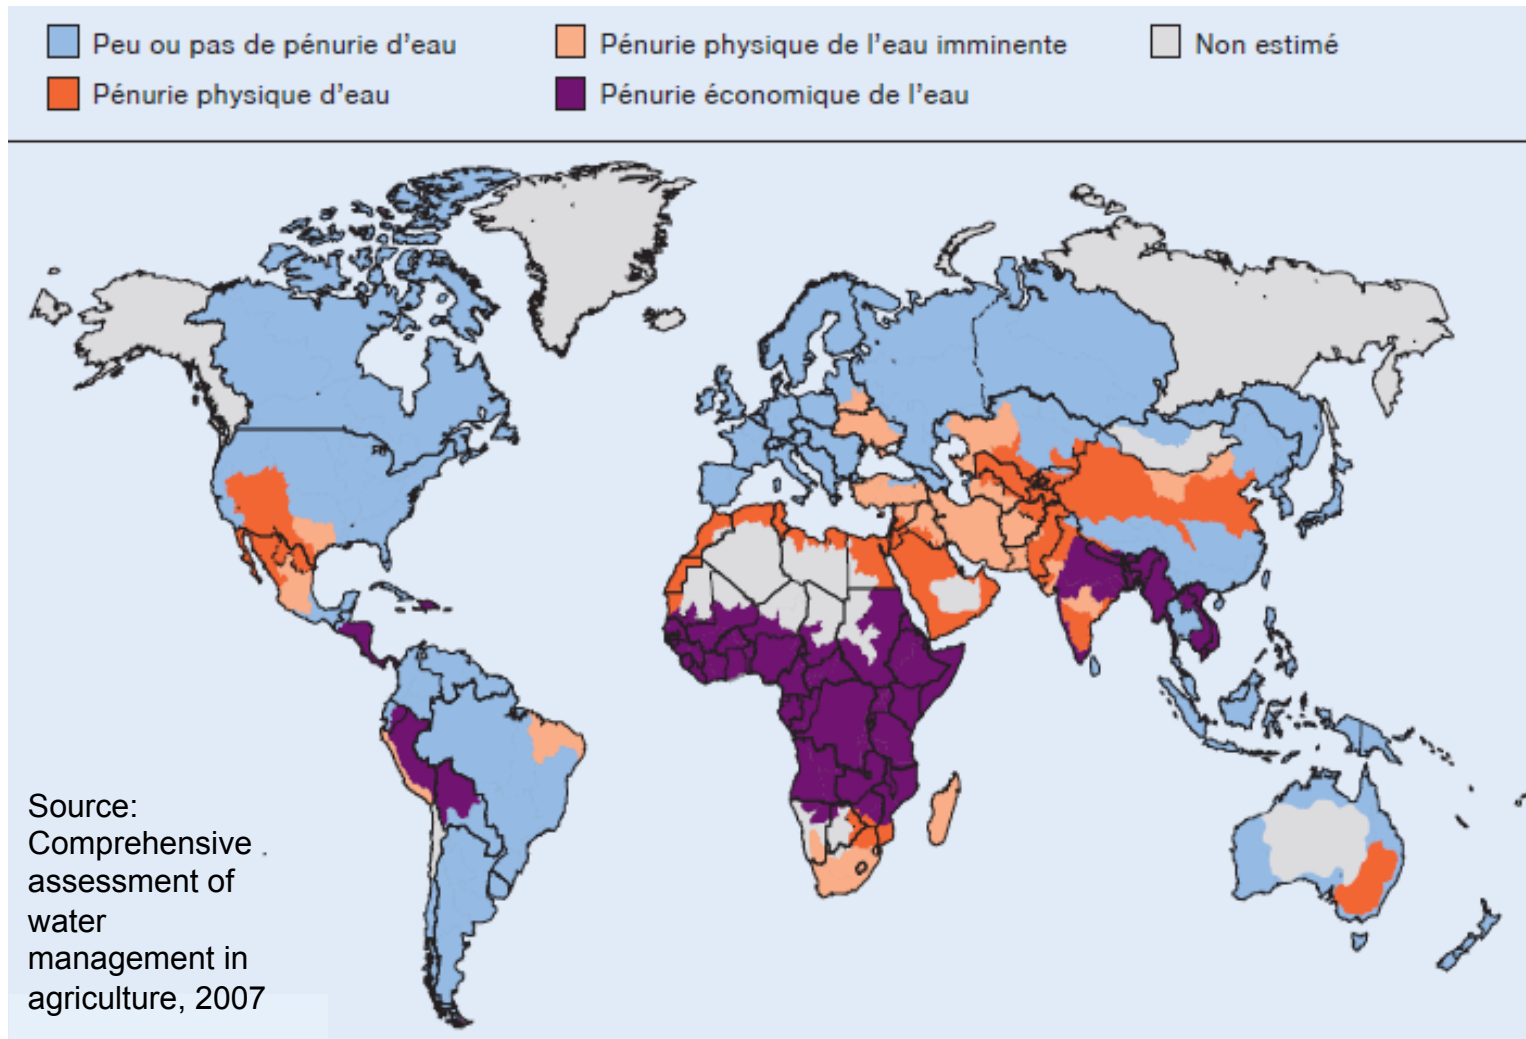 Peu ou pas de pénurie d'eau
Pénurie physique de l'eau imminente
Non estimé
Pénurie physique d'eau
Pénurie économique de l'eau
Source:
Comprehensive
assessment of
water
management in
agriculture, 2007